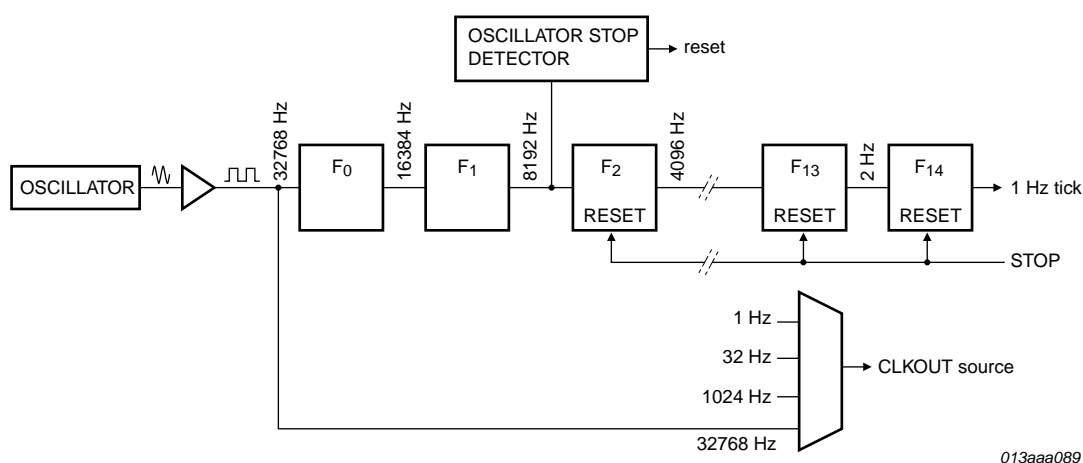 OSCILLATOR STOP
DETECTOR
reset
32768 Hz
16384 Hz
8192 Hz
4096 Hz
2 Hz
OSCILLATOR
F0
F1
F2
RESET
F13
RESET
F14
RESET
1 Hz tick
STOP
1 Hz
32 Hz
1024 Hz
32768 Hz
CLKOUT source
013aaa089